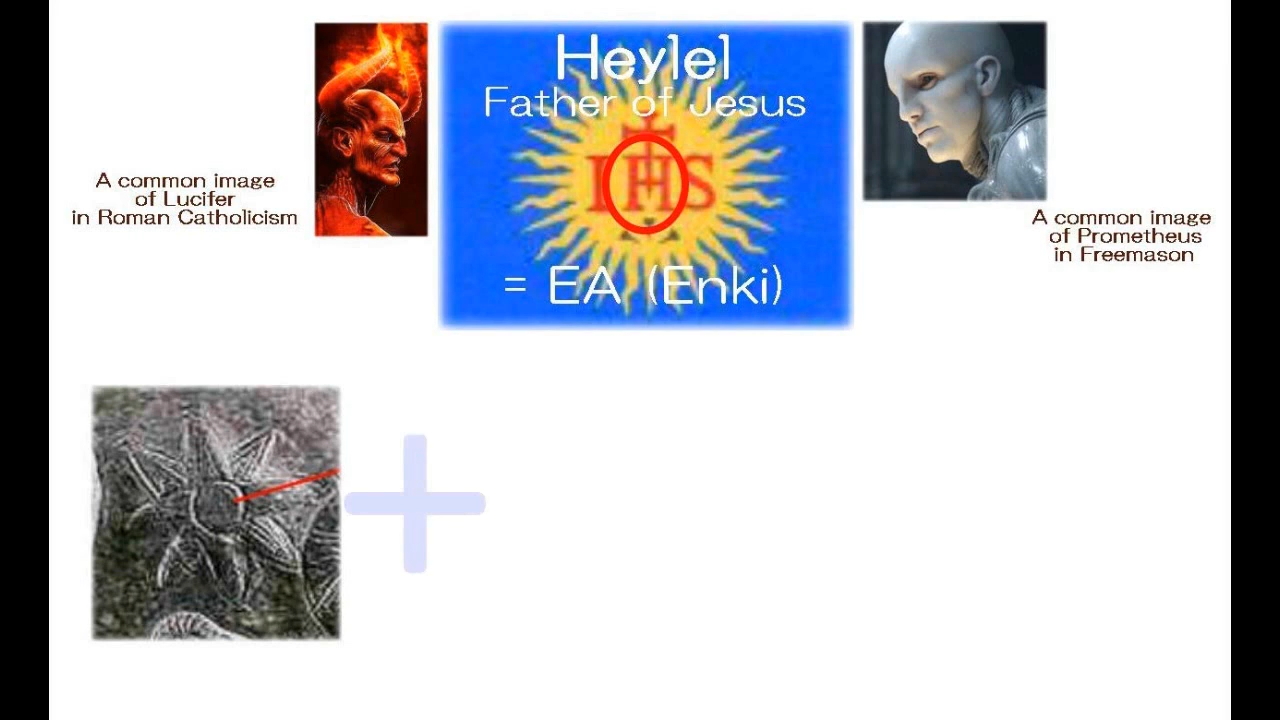 Heylel
Father of Jesus
IHS
= EA (Enki)
A common image
of Lucifer
in Roman Catholicism
A common image
of Prometheus
in Freemason